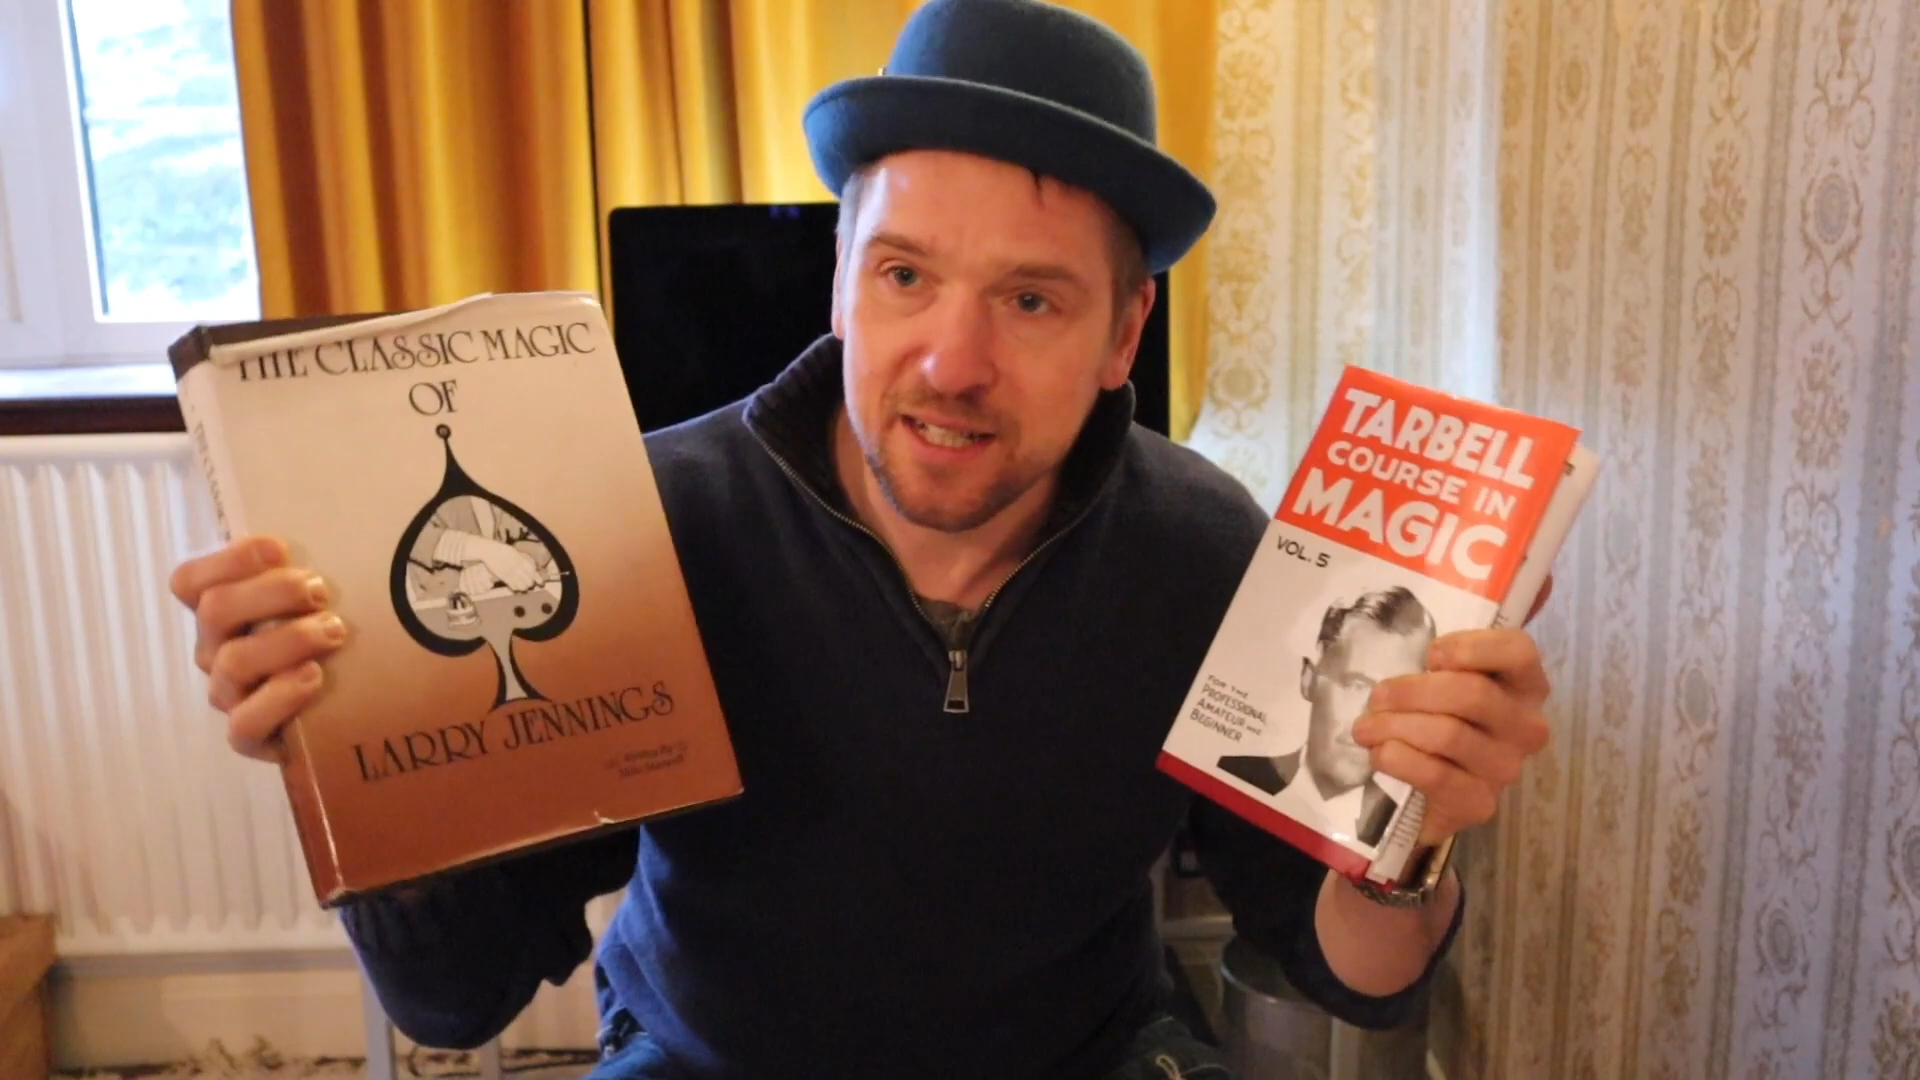 THE CLASSIC MAGIC
OF
LARRY JENNINGS
TARBELL
COURSE IN
MAGIC
VOL. 5
FOR THE
PROFESSIONAL
AMATEUR AND
BEGINNER